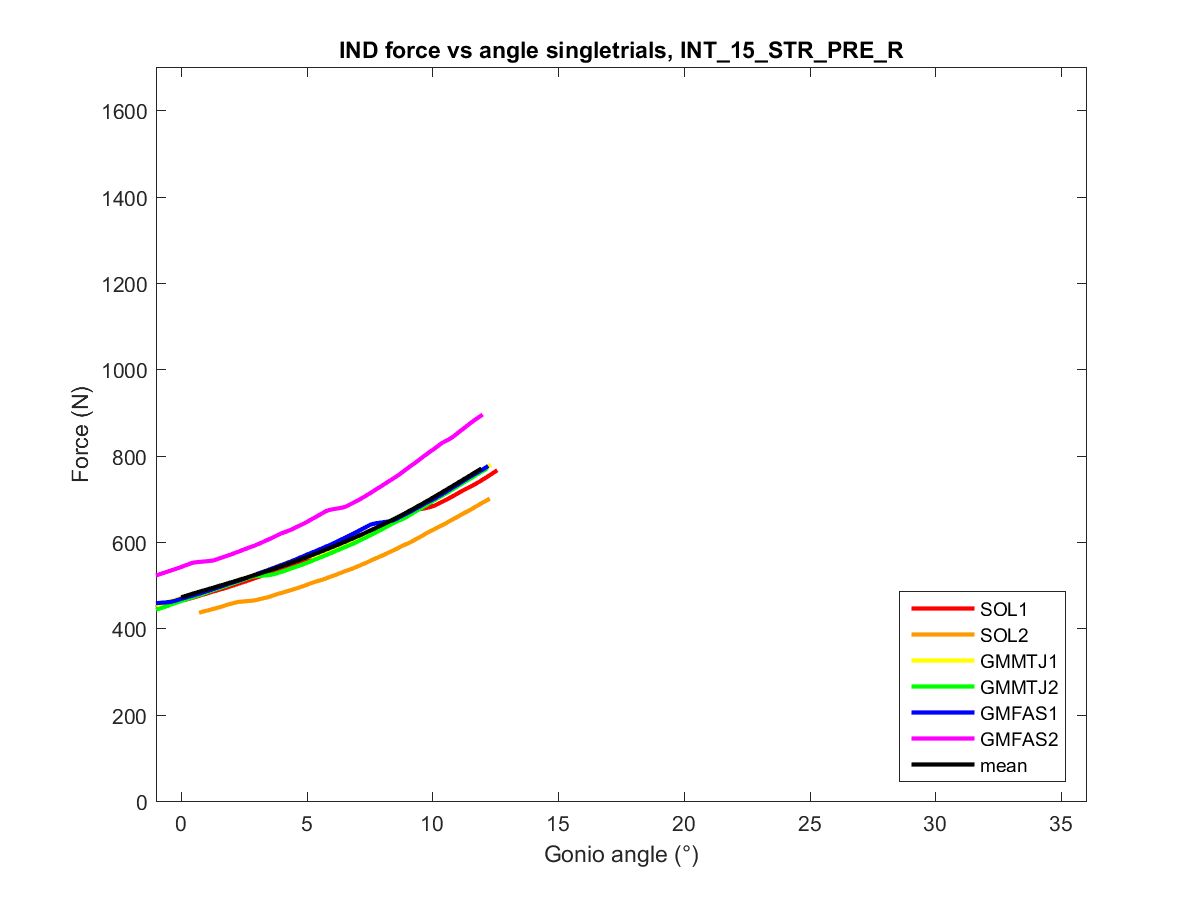 IND force vs angle singletrials, INT_15_STR_PRE_R
1600
1400
1200
1000
800
600
400
200
0
Force (N)
0 5 10 15 20 25 30 35
Gonio angle (°)
SOL1
SOL2
GMMTJ1
GMMTJ2
GMFAS1
GMFAS2
mean